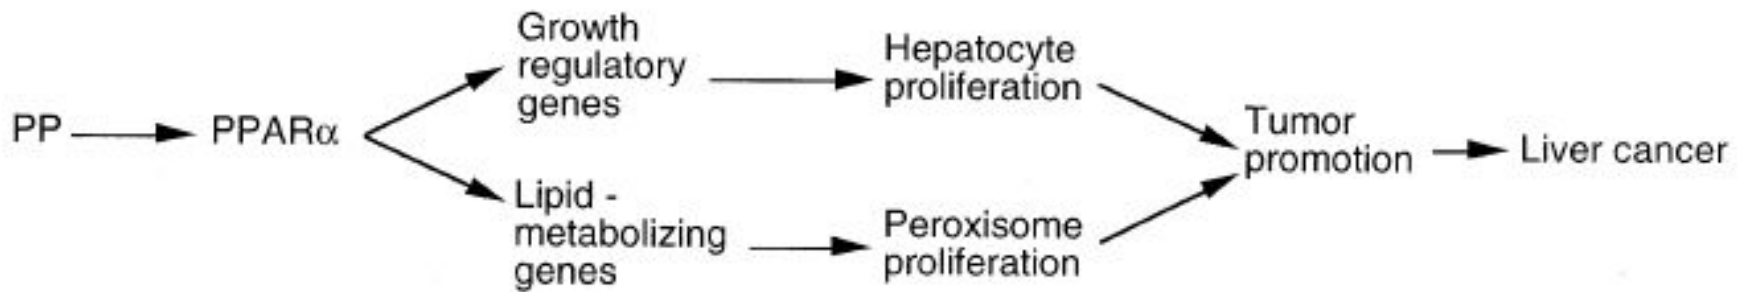 PP
PPARα
Growth
regulatory
genes
Hepatocyte
proliferation
Lipid -
metabolizing
genes
Peroxisome
proliferation
Tumor
promotion
Liver cancer